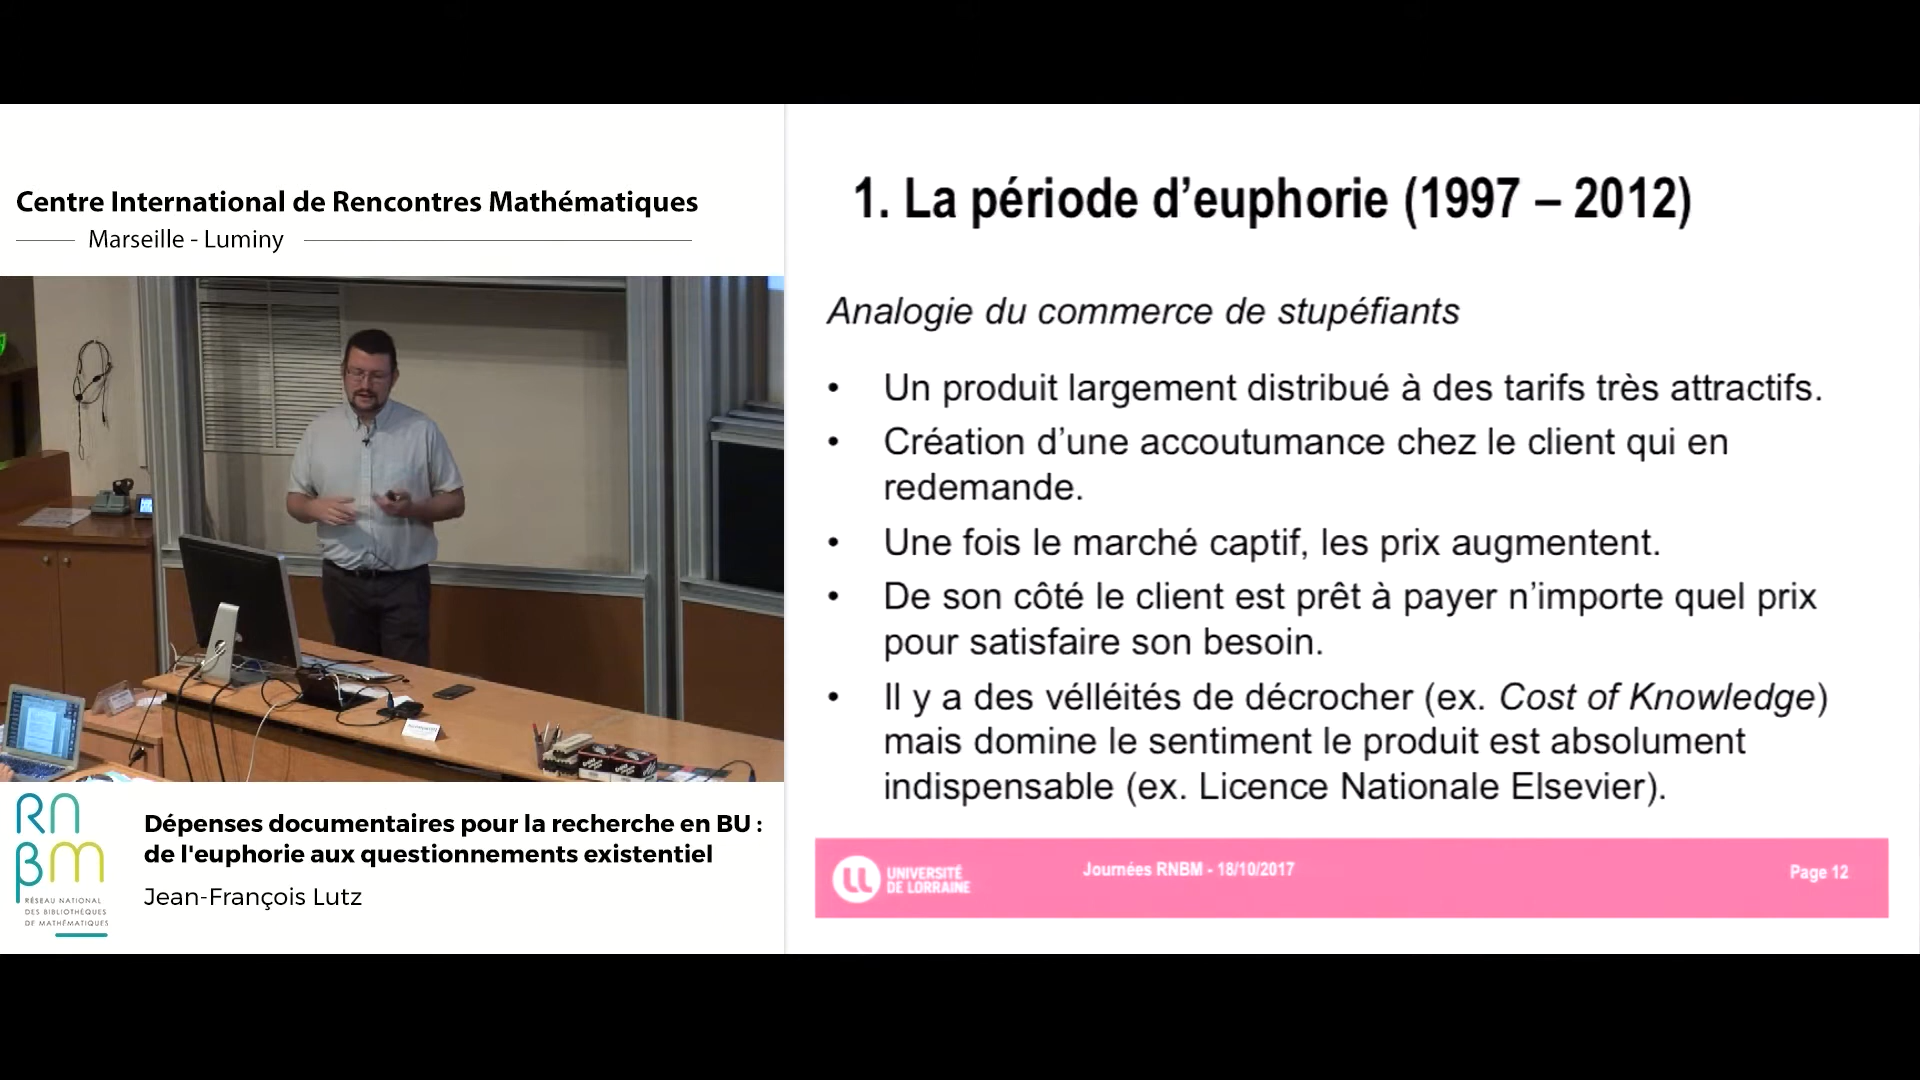 Centre International de Rencontres Mathématiques
Marseille - Luminy
1. La période d’euphorie (1997 – 2012)
Analogie du commerce de stupéfiants
• Un produit largement distribué à des tarifs très attractifs.
• Création d’une accoutumance chez le client qui en
redemande.
• Une fois le marché captif, les prix augmentent.
• De son côté le client est prêt à payer n’importe quel prix
pour satisfaire son besoin.
• Il y a des vélléités de décrocher (ex. Cost of Knowledge)
mais domine le sentiment le produit est absolument
indispensable (ex. Licence Nationale Elsevier).
UNIVERSITÉ
DE LORRAINE
Journées RNBM - 18/10/2017
Page 12
RN
BM
RÉSEAU NATIONAL
DES BIBLIOTHÈQUES
DE MATHÉMATIQUES
Dépenses documentaires pour la recherche en BU :
de l'euphorie aux questionnements existentiel
Jean-François Lutz